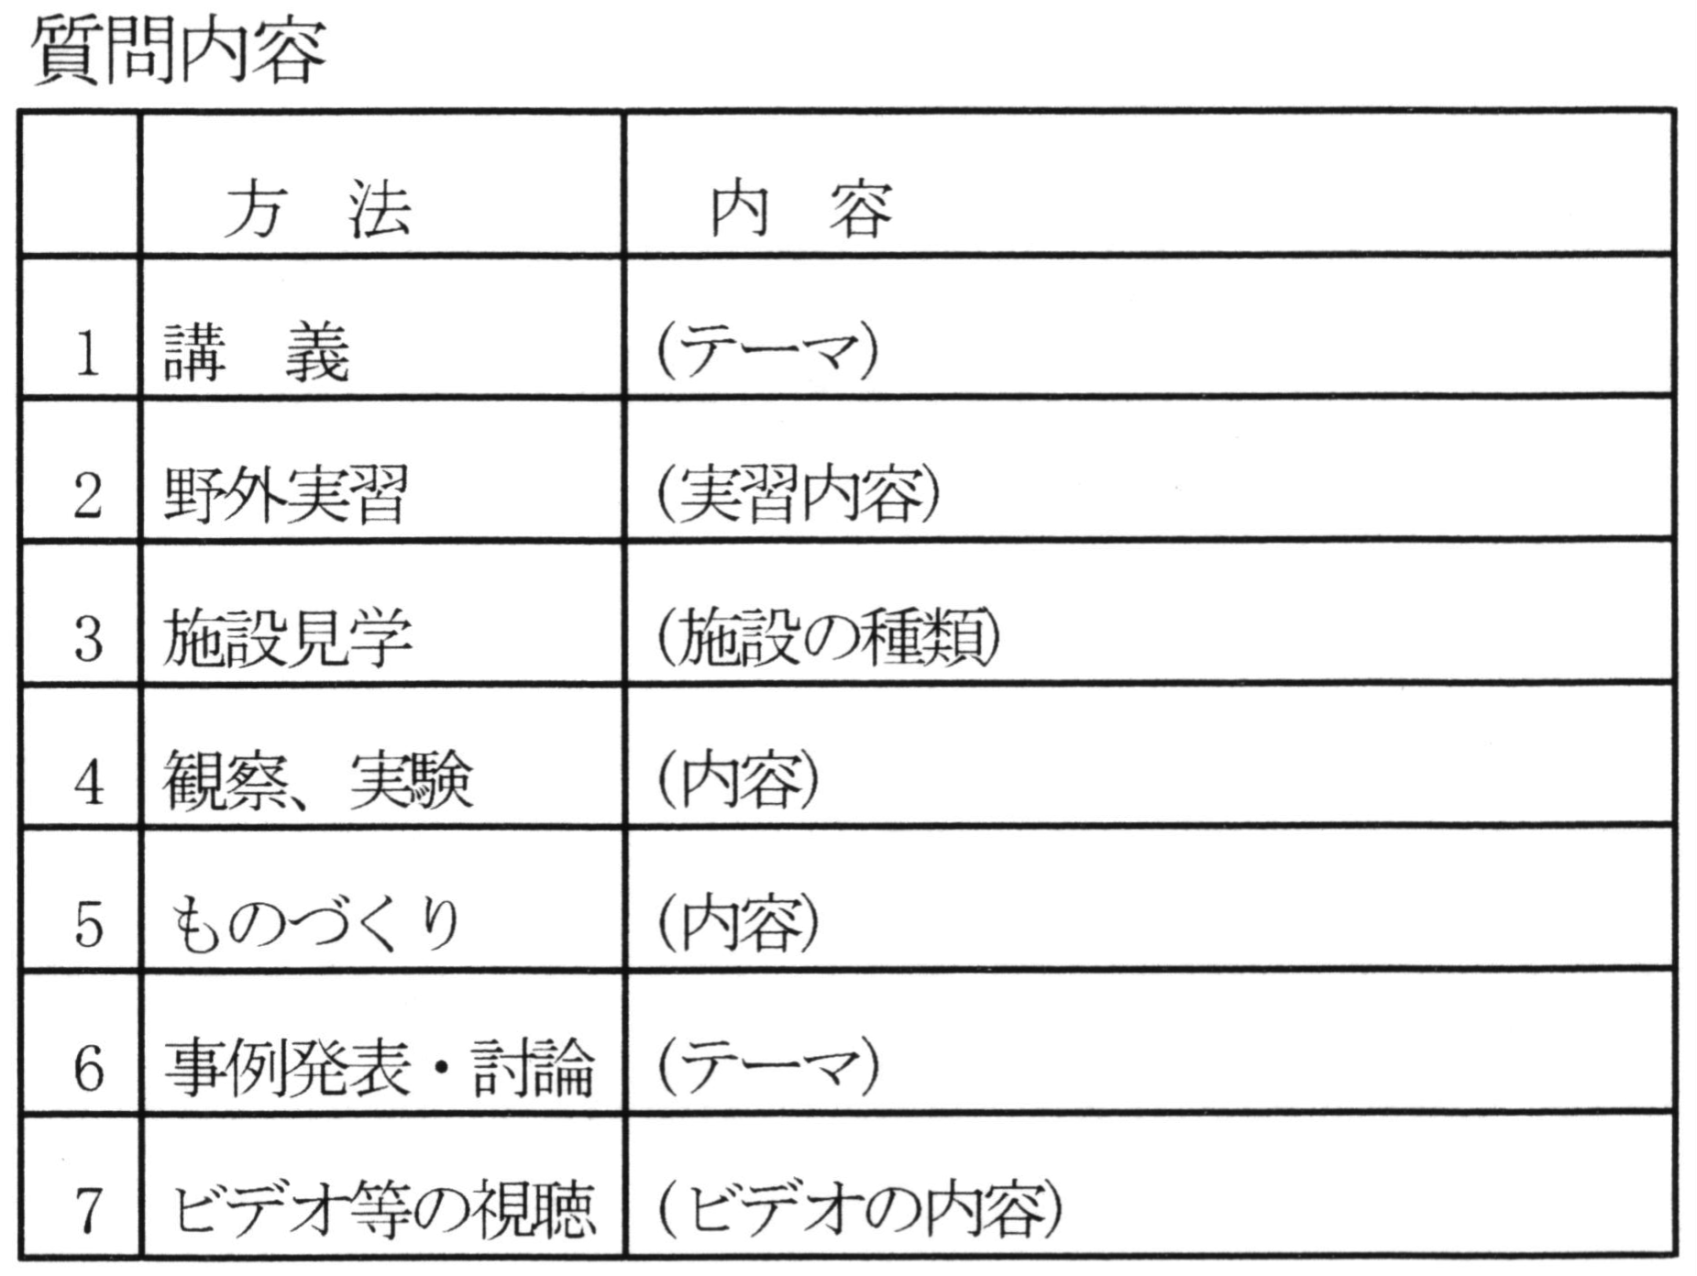 質問内容
方　法　内　容
1　講　義　(テーマ)
2　野外実習　(実習内容)
3　施設見学　(施設の種類)
4　観察、実験　(内容)
5　ものづくり　(内容)
6　事例発表・討論　(テーマ)
7　ビデオ等の視聴　(ビデオの内容)